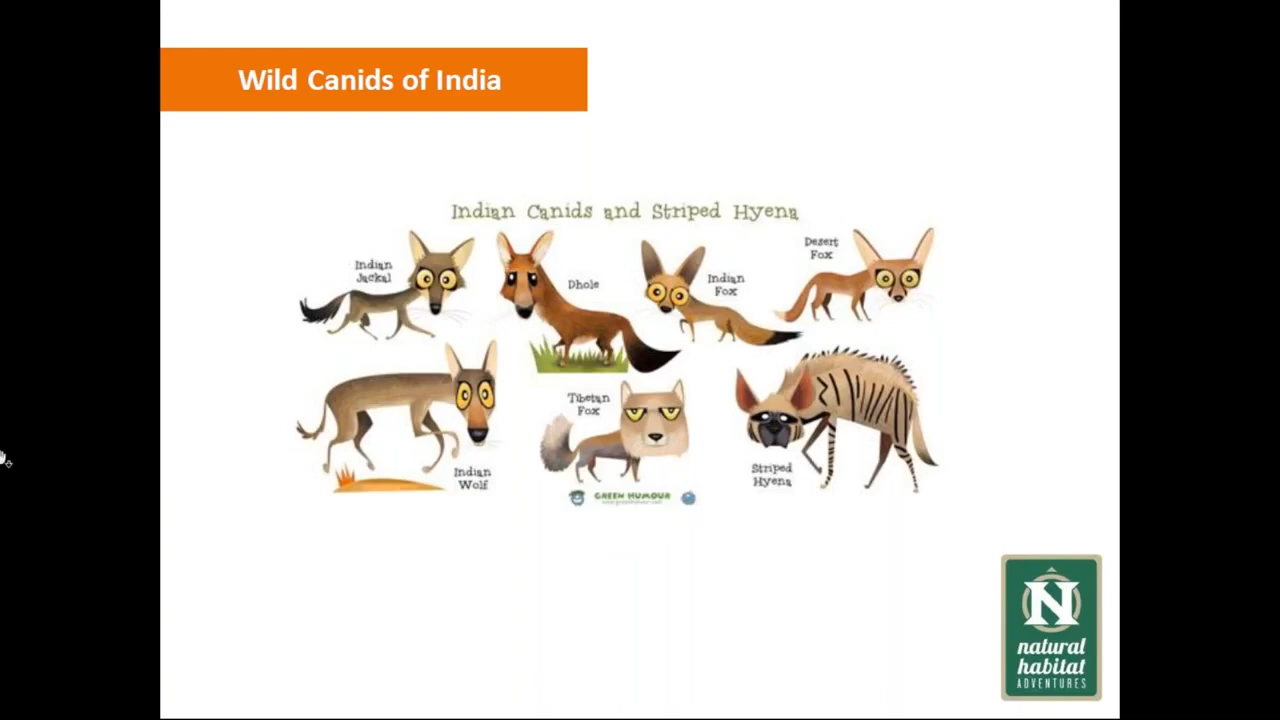 Wild Canids of India
Indian Canids and Striped Hyena
Indian
Jackal
Dhole
Indian
Fox
Desert
Fox
Indian
Wolf
Tibetan
Fox
Striped
Hyena
GREEN HUMOUR
N
natural
habitat
ADVENTURES